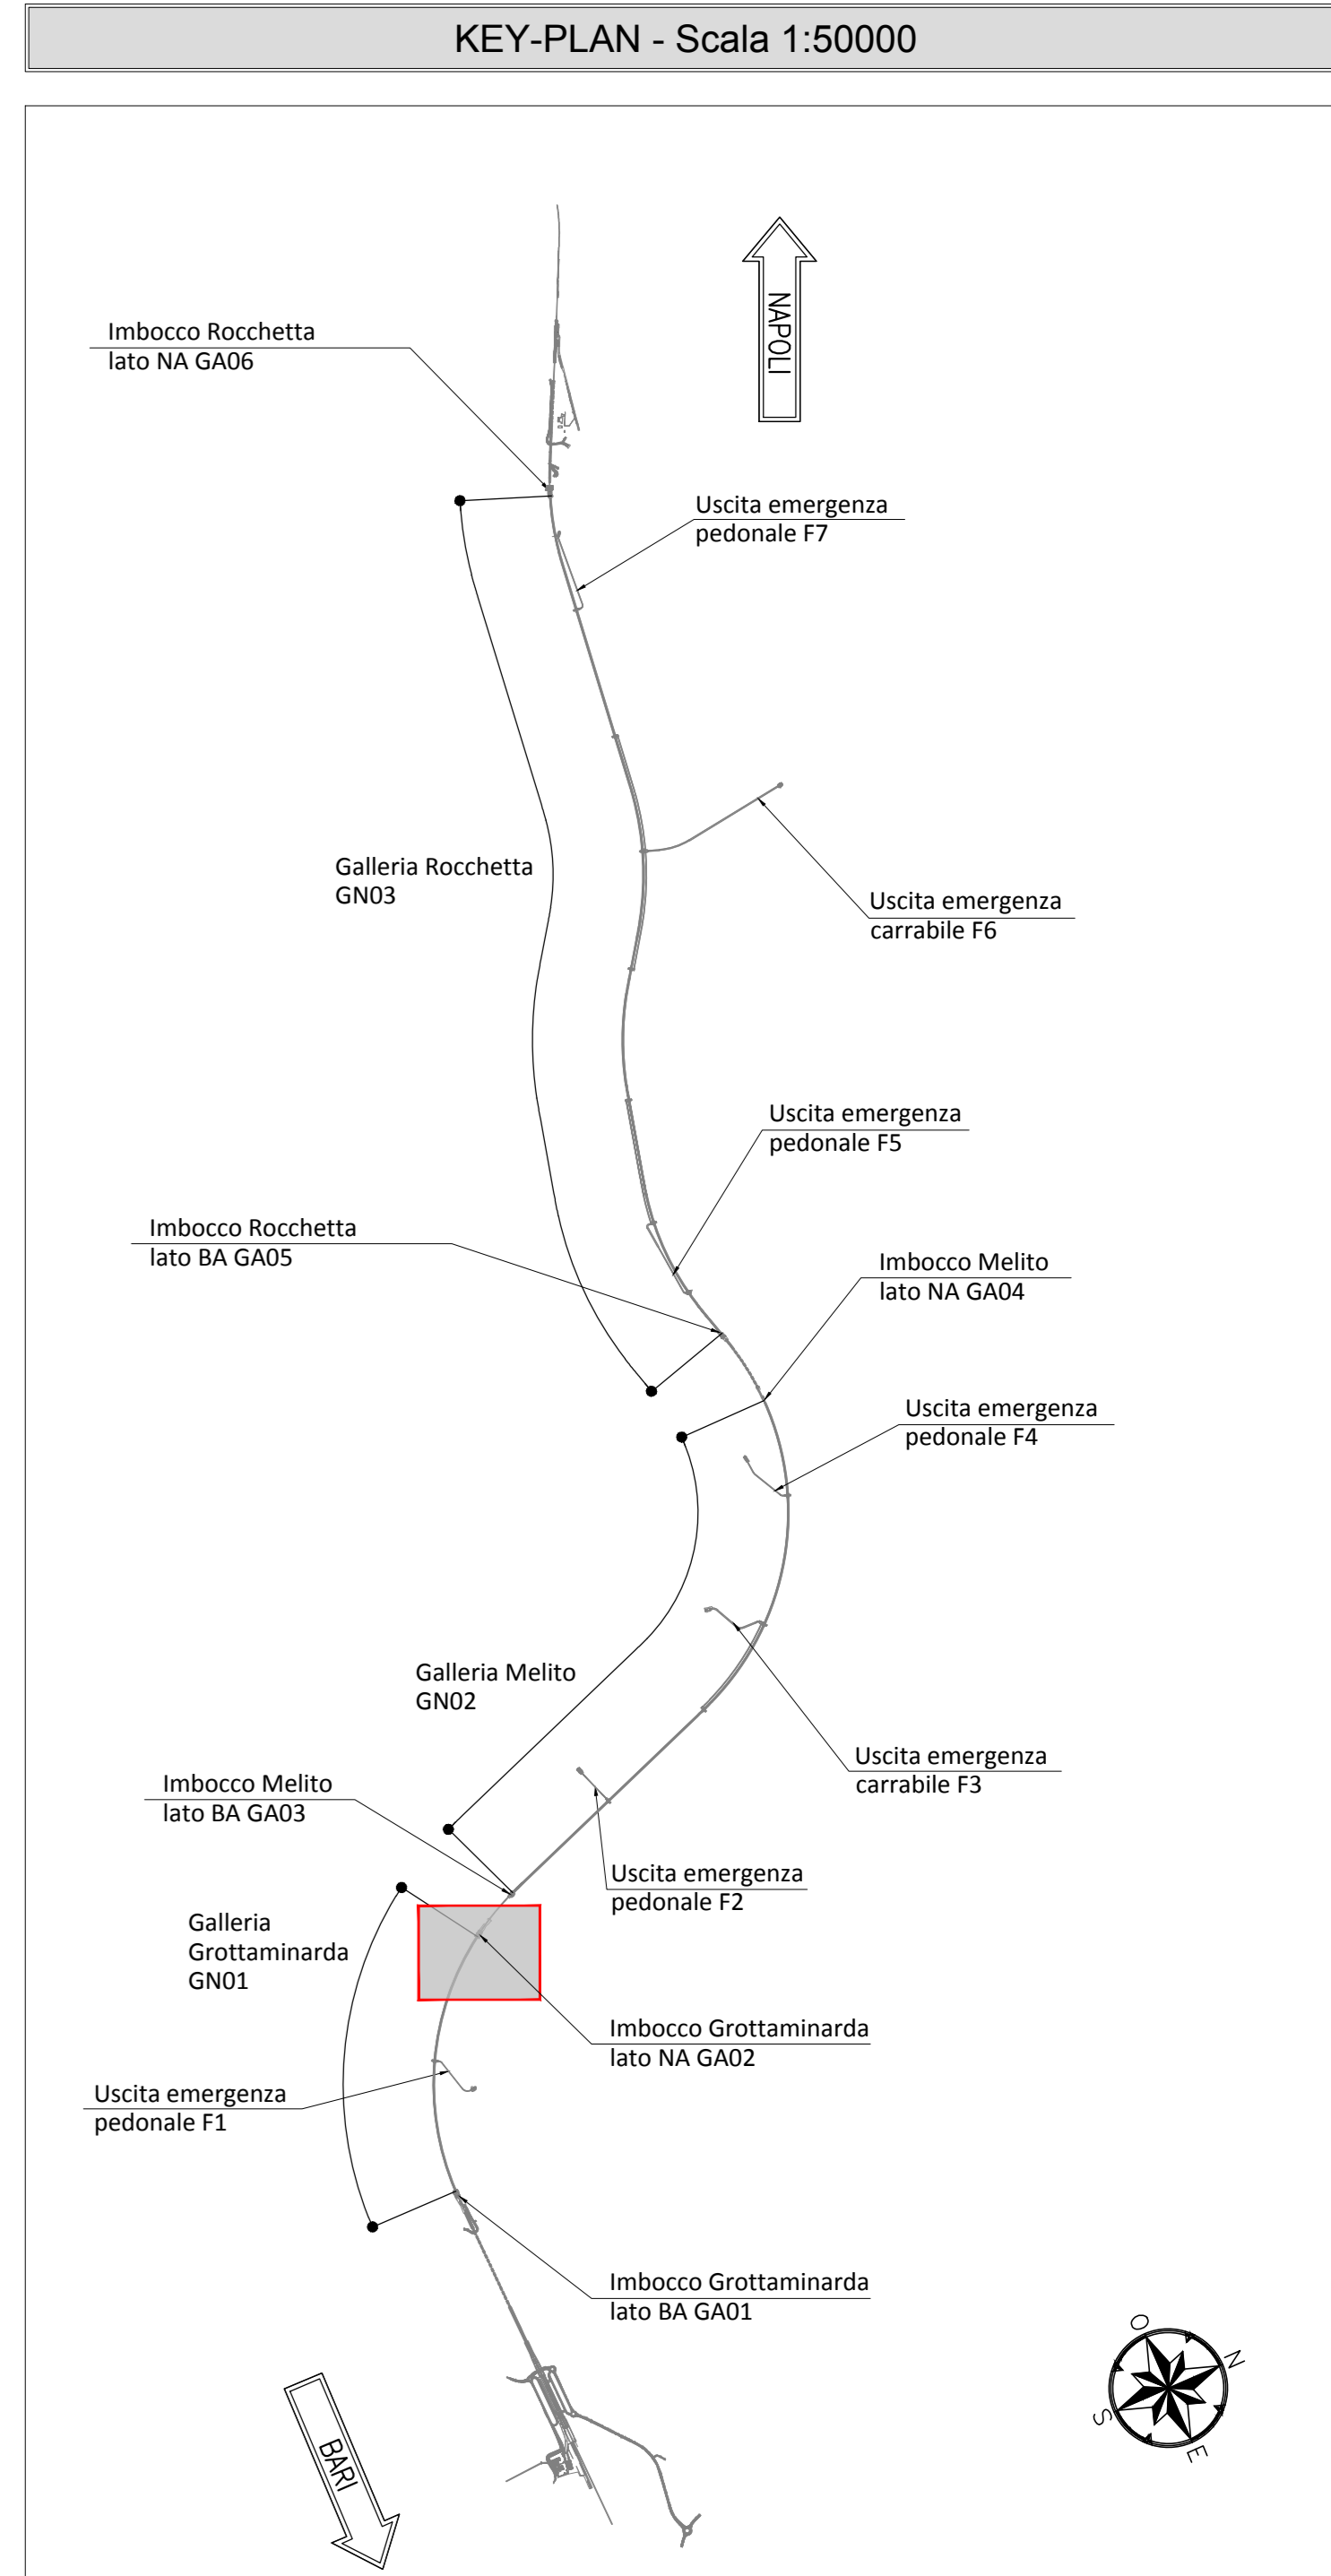 KEY-PLAN - Scala 1:50000
NAPOLI
Imbocco Rocchetta
lato NA GA06
Uscita emergenza
pedonale F7
Galleria Rocchetta
GN03
Uscita emergenza
carrabile F6
Uscita emergenza
pedonale F5
Imbocco Rocchetta
lato BA GA05
Imbocco Melito
lato NA GA04
Uscita emergenza
pedonale F4
Galleria Melito
GN02
Uscita emergenza
carrabile F3
Imbocco Melito
lato BA GA03
Uscita emergenza
pedonale F2
Galleria
Grottaminarda
GN01
Imbocco Grottaminarda
lato NA GA02
Uscita emergenza
pedonale F1
Imbocco Grottaminarda
lato BA GA01
BARI
O
N
S
E